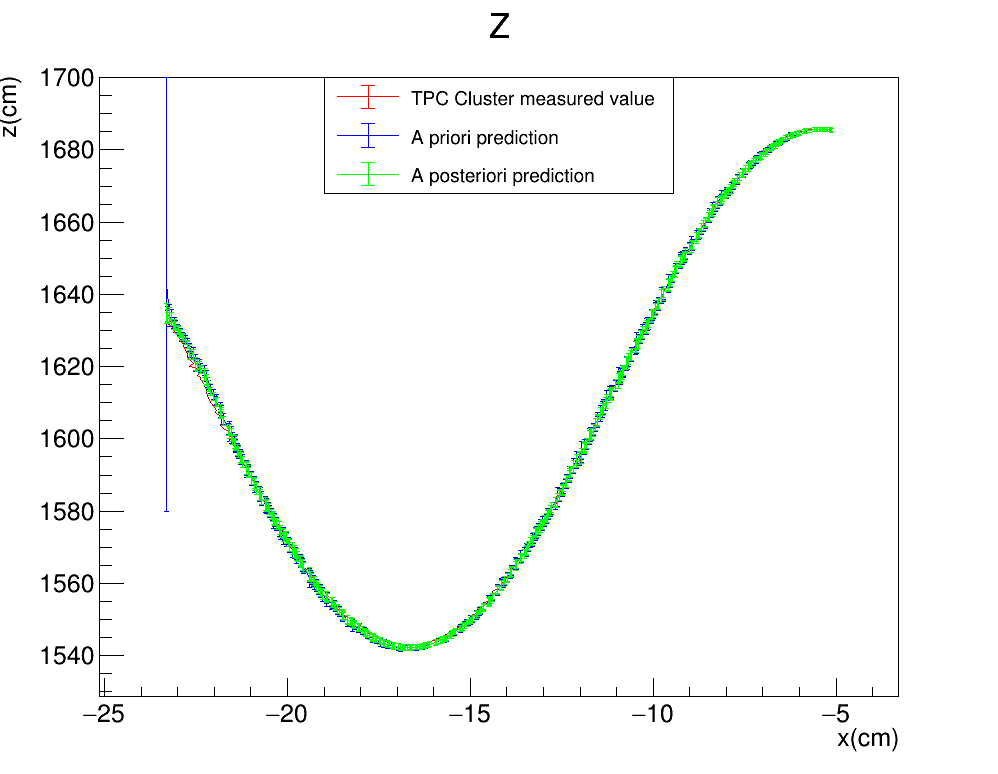 Z
z(cm)
1700
1680
1660
1640
1620
1600
1580
1560
1540
TPC Cluster measured value
A priori prediction
A posteriori prediction
−25 −20 −15 −10 −5
x(cm)